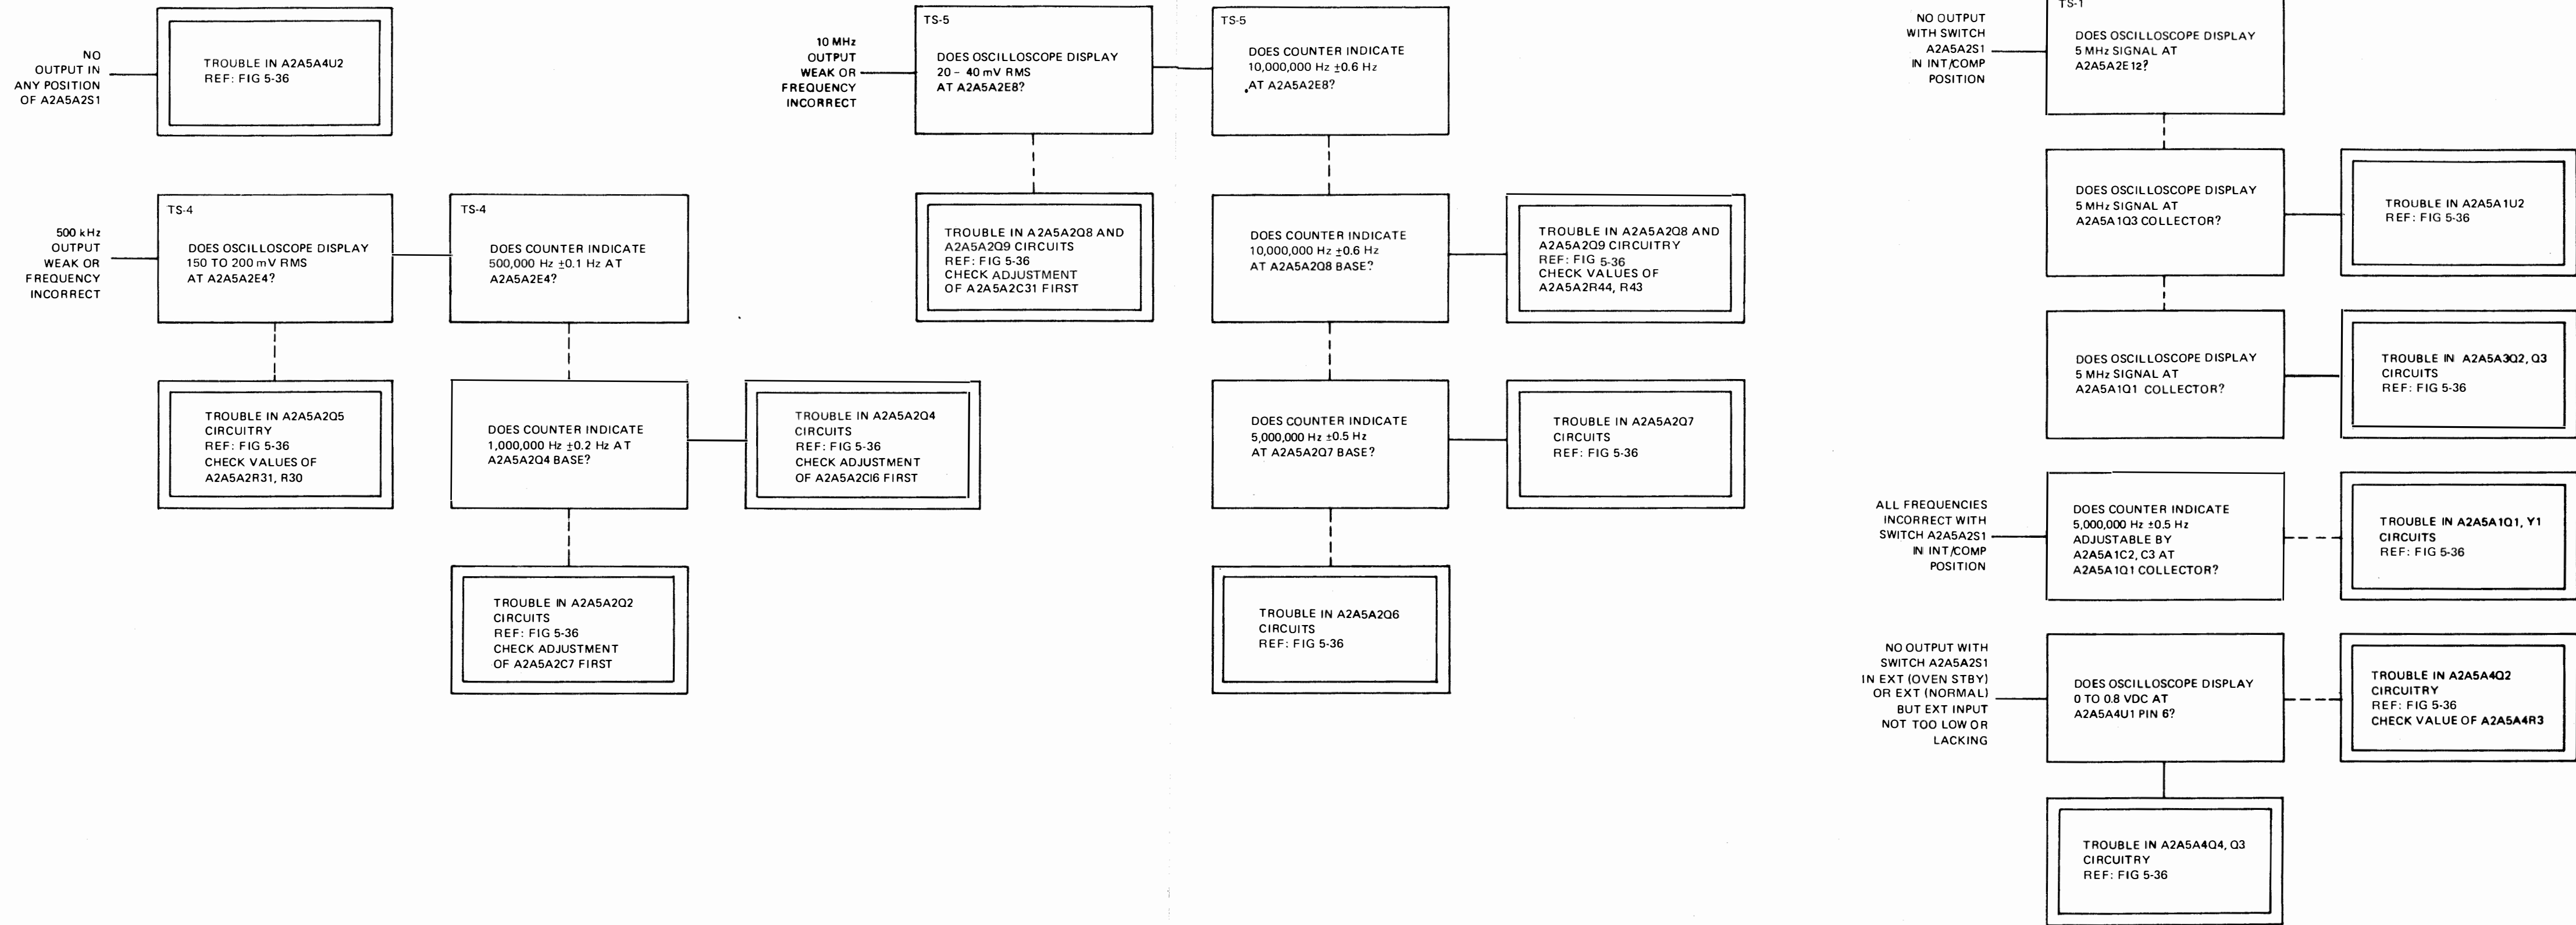 NO
OUTPUT IN
ANY POSITION
OF A2A5A2S1
TROUBLE IN A2A5A4U2
REF: FIG 5-36
500 kHz
OUTPUT
WEAK OR
FREQUENCY
INCORRECT
TS-4
DOES OSCILLOSCOPE DISPLAY
150 TO 200 mV RMS
AT A2A5A2E4?
TS-4
DOES COUNTER INDICATE
500,000 Hz ±0.1 Hz AT
A2A5A2E4?
TROUBLE IN A2A5A2Q5
CIRCUITRY
REF: FIG 5-36
CHECK VALUES OF
A2A5A2R31, R30
DOES COUNTER INDICATE
1,000,000 Hz ±0.2 Hz AT
A2A5A2Q4 BASE?
TROUBLE IN A2A5A2Q4
CIRCUITS
REF: FIG 5-36
CHECK ADJUSTMENT
OF A2A5A2CI6 FIRST
TROUBLE IN A2A5A2Q2
CIRCUITS
REF: FIG 5-36
CHECK ADJUSTMENT
OF A2A5A2C7 FIRST
10 MHz
OUTPUT
WEAK OR
FREQUENCY
INCORRECT
TS-5
DOES OSCILLOSCOPE DISPLAY
20 – 40 mV RMS
AT A2A5A2E8?
TS-5
DOES COUNTER INDICATE
10,000,000 Hz ±0.6 Hz
AT A2A5A2E8?
TROUBLE IN A2A5A2Q8 AND
A2A5A2Q9 CIRCUITS
REF: FIG 5-36
CHECK ADJUSTMENT
OF A2A5A2C31 FIRST
DOES COUNTER INDICATE
10,000,000 Hz ±0.6 Hz
AT A2A5A2Q8 BASE?
TROUBLE IN A2A5A2Q8 AND
A2A5A2Q9 CIRCUITRY
REF: FIG 5-36
CHECK VALUES OF
A2A5A2R44, R43
DOES COUNTER INDICATE
5,000,000 Hz ±0.5 Hz
AT A2A5A2Q7 BASE?
TROUBLE IN A2A5A2Q7
CIRCUITS
REF: FIG 5-36
TROUBLE IN A2A5A2Q6
CIRCUITS
REF: FIG 5-36
NO OUTPUT
WITH SWITCH
A2A5A2S1
IN INT/COMP
POSITION
TS-1
DOES OSCILLOSCOPE DISPLAY
5 MHz SIGNAL AT
A2A5A2E12?
DOES OSCILLOSCOPE DISPLAY
5 MHz SIGNAL AT
A2A5A1Q3 COLLECTOR?
TROUBLE IN A2A5A1U2
REF: FIG 5-36
DOES OSCILLOSCOPE DISPLAY
5 MHz SIGNAL AT
A2A5A1Q1 COLLECTOR?
TROUBLE IN A2A5A3Q2, Q3
CIRCUITS
REF: FIG 5-36
ALL FREQUENCIES
INCORRECT WITH
SWITCH A2A5A2S1
IN INT/COMP
POSITION
DOES COUNTER INDICATE
5,000,000 Hz ±0.5 Hz
ADJUSTABLE BY
A2A5A1C2, C3 AT
A2A5A1Q1 COLLECTOR?
TROUBLE IN A2A5A1Q1, Y1
CIRCUITS
REF: FIG 5-36
NO OUTPUT WITH
SWITCH A2A5A2S1
IN EXT (OVEN STBY)
OR EXT (NORMAL)
BUT EXT INPUT
NOT TOO LOW OR
LACKING
DOES OSCILLOSCOPE DISPLAY
0 TO 0.8 VDC AT
A2A5A4U1 PIN 6?
TROUBLE IN A2A5A4Q2
CIRCUITRY
REF: FIG 5-36
CHECK VALUE OF A2A5A4R3
TROUBLE IN A2A5A4Q4, Q3
CIRCUITRY
REF: FIG 5-36